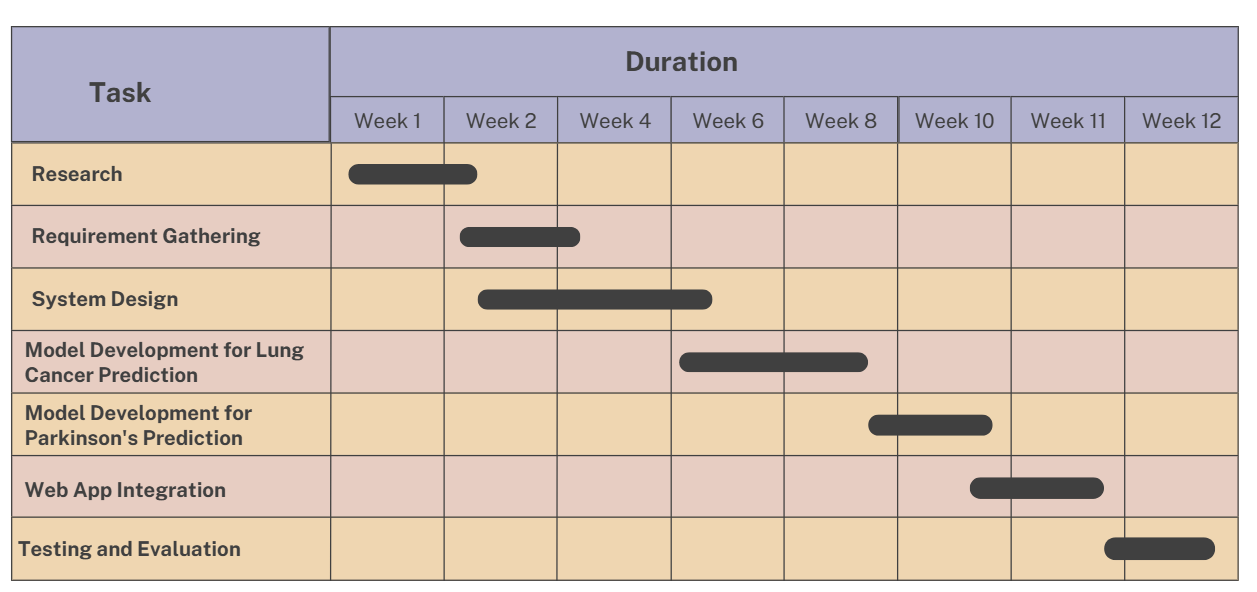 Task
Duration
Week 1
Week 2
Week 4
Week 6
Week 8
Week 10
Week 11
Week 12
Research
Requirement Gathering
System Design
Model Development for Lung
Cancer Prediction
Model Development for
Parkinson's Prediction
Web App Integration
Testing and Evaluation